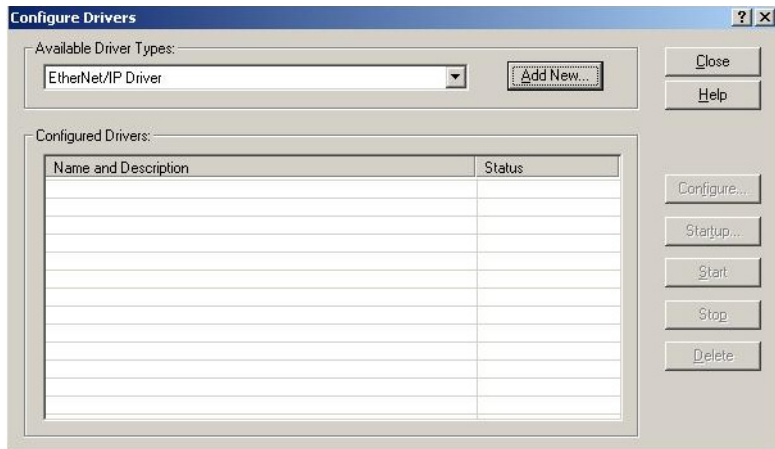 Configure Drivers
Available Driver Types:
EtherNet/IP Driver
Add New...
Close
Help
Configured Drivers:
Name and Description Status
Configure...
Startup...
Start
Stop
Delete